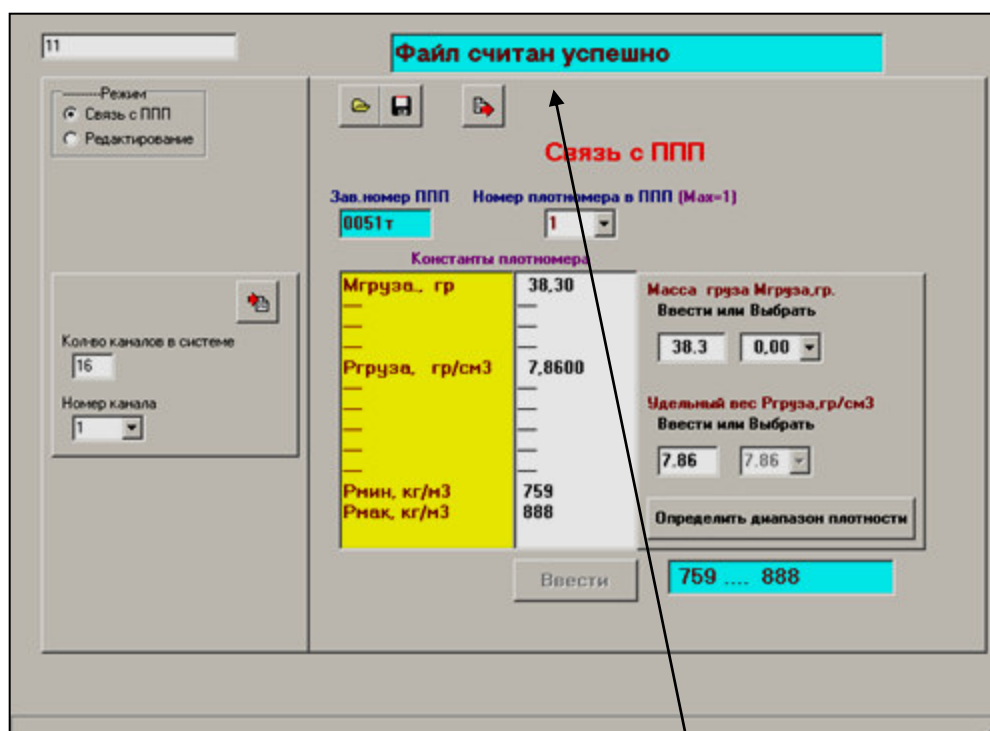 11
Файл считан успешно
Режим
Связь с ППП
Редактирование
Связь с ППП
Зав.номер ППП Номер плотномера в ППП (Max=1)
0051т 1
Константы плотномера
Мгруза., гр 38,30
Ргруза, гр/см3 7,8600
Рмин, кг/м3 759
Рмак, кг/м3 888
Кол-во каналов в системе
16
Номер канала
1
Масса груза Мгруза,гр.
Ввести или Выбрать
38.3 0,00
Удельный вес Ргруза,гр/см3
Ввести или Выбрать
7.86 7.86
Определить диапазон плотности
Ввести
759 .... 888